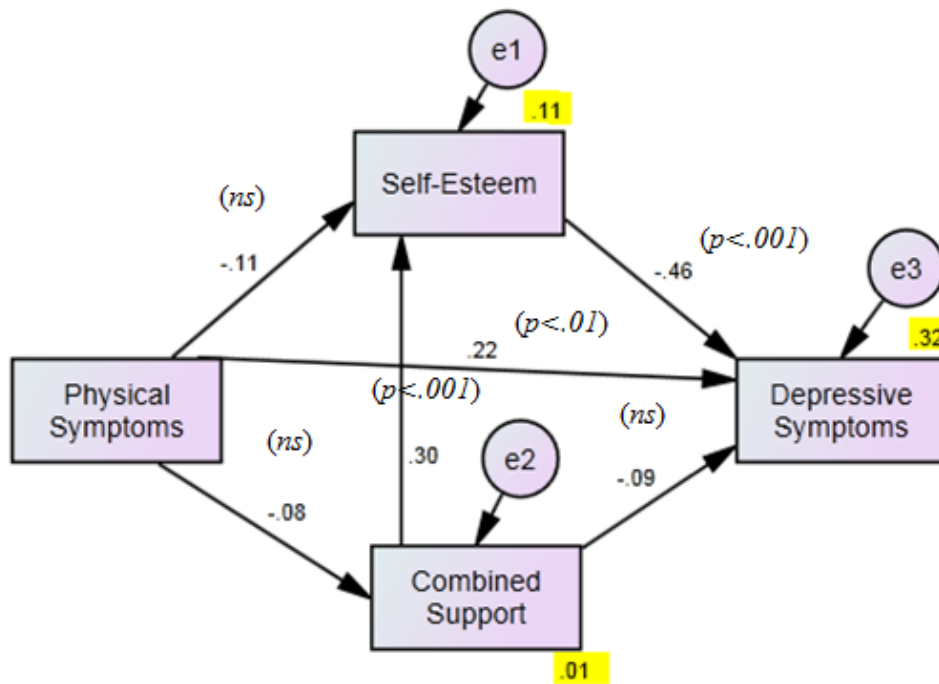 e1
.11
Self-Esteem
(ns)
(p<.001)
-.11
-.46
e3
(p<.01)
.32
.22
Physical
Symptoms
(p<.001)
(ns)
Depressive
Symptoms
(ns)
.30
e2
-.09
-.08
Combined
Support
.01